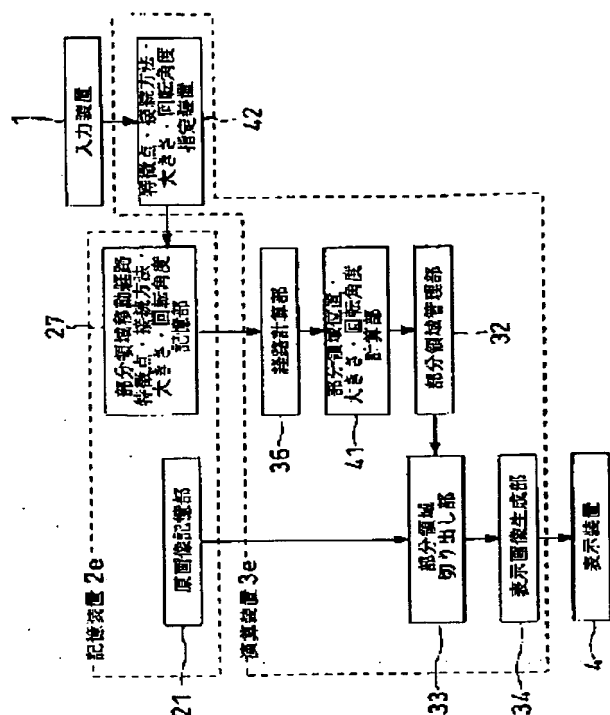 1
入力装置
特徴点・接続方法・
大きさ・回転角度
指定装置
42
27
部分領域移動経路
特徴点・接続方法・
大きさ・回転角度
記憶部
記憶装置2e
原画像記憶部
21
演算装置3e
経路計算部
36
部分領域位置・
大きさ・回転角度
計算部
41
部分領域管理部
32
部分領域
切り出し部
33
表示画像生成部
34
表示装置
4